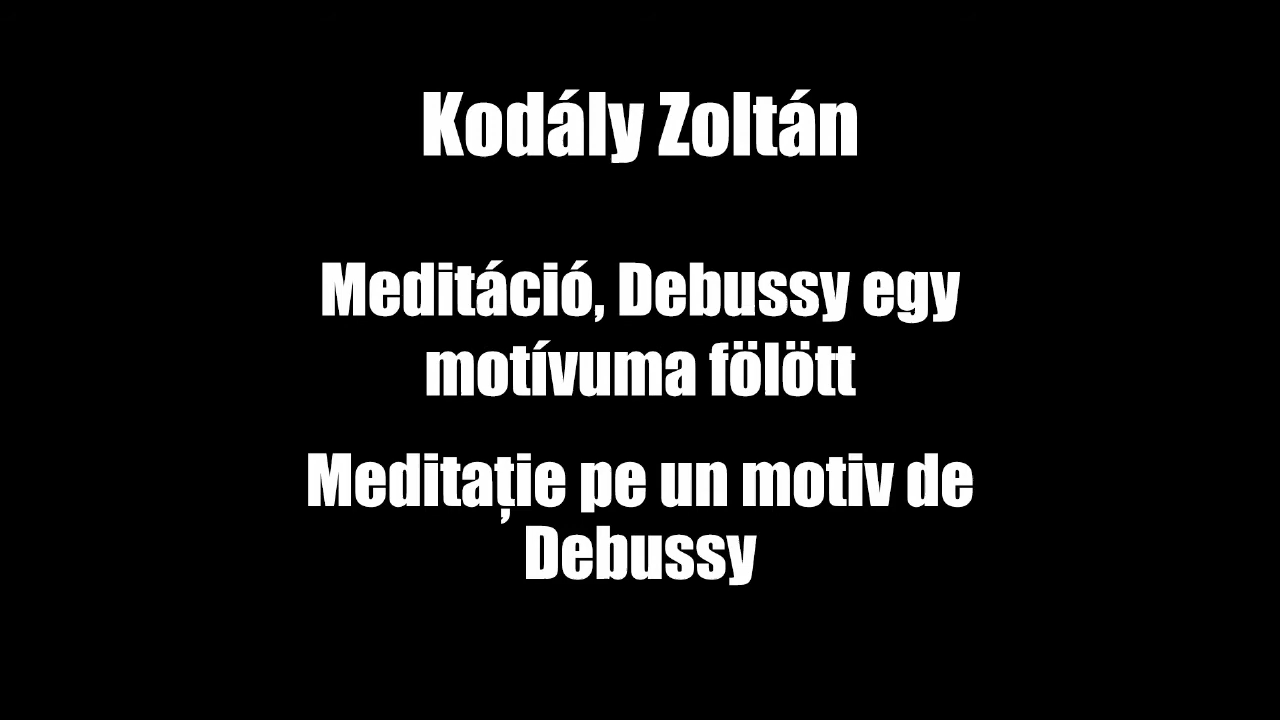 Kodály Zoltán
Meditáció, Debussy egy
motívuma fölött
Meditație pe un motiv de
Debussy